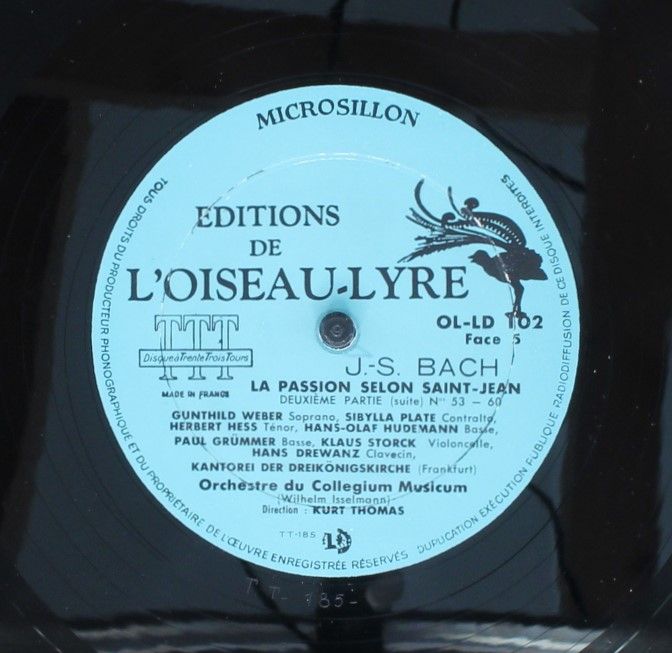 MICROSILLON
EDITIONS
DE
L'OISEAU-LYRE
TTT
Disque à Trente Trois Tours
MADE IN FRANCE
OL-LD 102
Face 5
J.-S. BACH
LA PASSION SELON SAINT-JEAN
DEUXIÈME PARTIE (suite) Nos 53 – 60
GUNTHILD WEBER Soprano, SIBYLLA PLATE Contralto,
HERBERT HESS Ténor, HANS-OLAF HUDEMANN Basse,
PAUL GRÜMMER Basse, KLAUS STORCK Violoncelle,
HANS DREWANZ Clavecin,
KANTOREI DER DREIKÖNIGSKIRCHE (Frankfurt)
Orchestre du Collegium Musicum
(Wilhelm Isselmann)
Direction : KURT THOMAS
TT-185
LD
TOUS DROITS DU PRODUCTEUR PHONOGRAPHIQUE ET DU PROPRIÉTAIRE DE L'ŒUVRE ENREGISTRÉE RÉSERVÉS DUPLICATION EXÉCUTION PUBLIQUE RADIODIFFUSION DE CE DISQUE INTERDITES
TT-185-